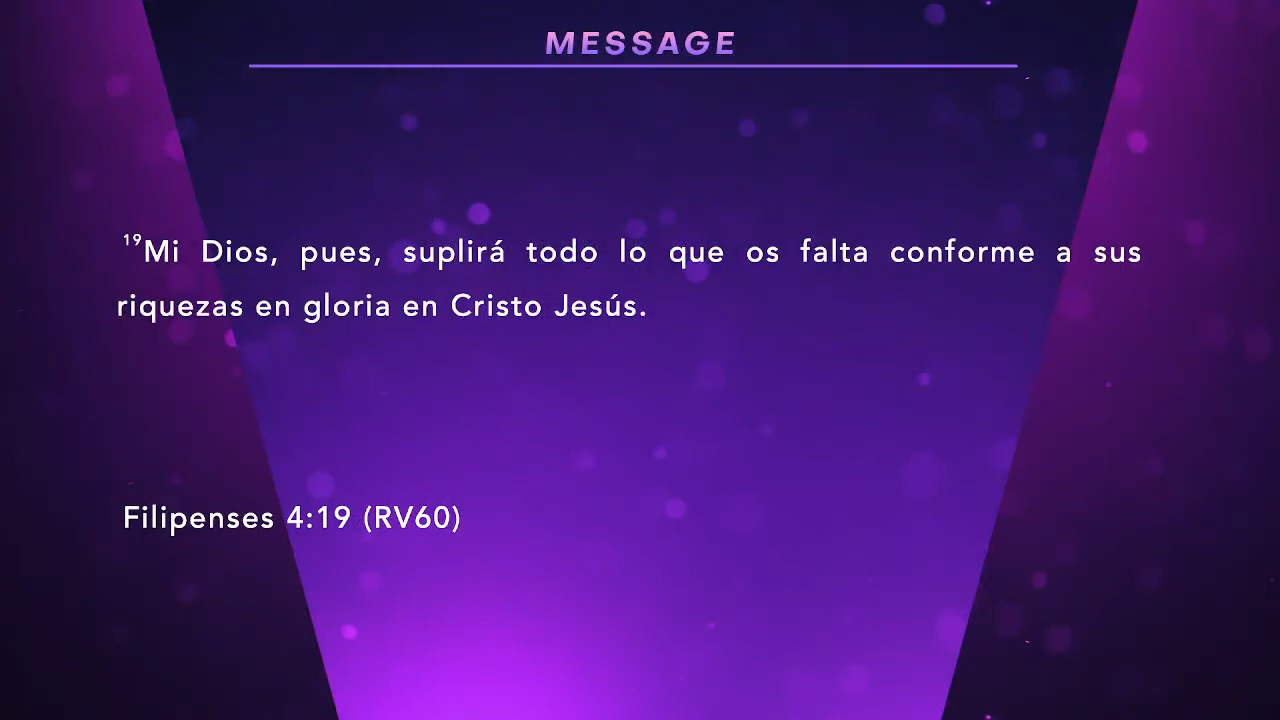 MESSAGE
19Mi Dios, pues, suplirá todo lo que os falta conforme a sus
riquezas en gloria en Cristo Jesús.
Filipenses 4:19 (RV60)